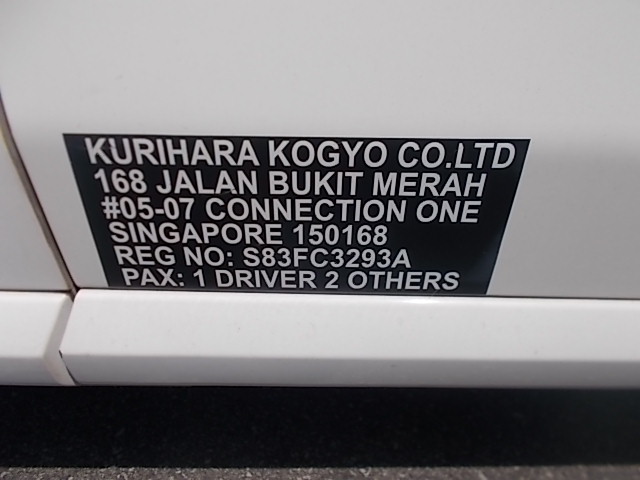 KURIHARA KOGYO CO.LTD
168 JALAN BUKIT MERAH
#05-07 CONNECTION ONE
SINGAPORE 150168
REG NO: S83FC3293A
PAX: 1 DRIVER 2 OTHERS